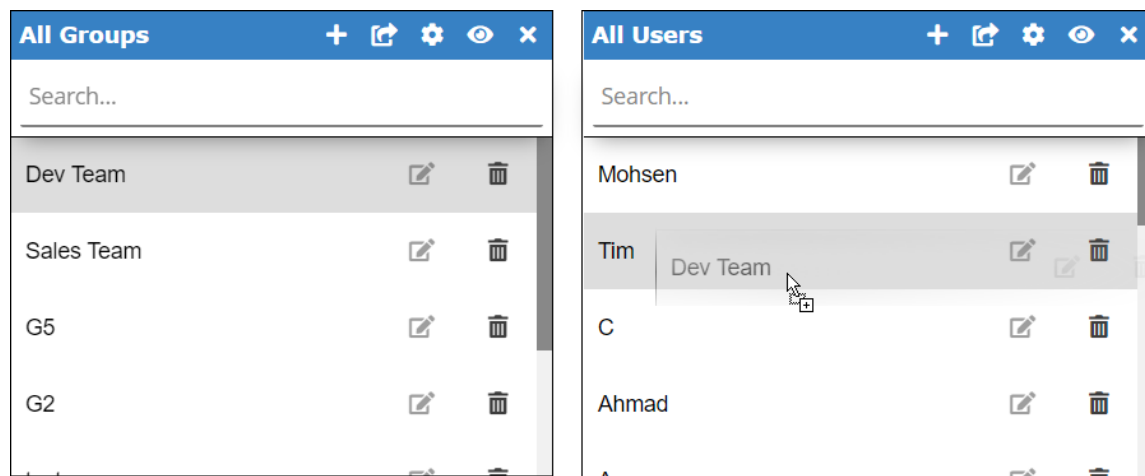 All Groups
Search...
Dev Team
Sales Team
G5
G2
All Users
Search...
Mohsen
Tim
Dev Team
C
Ahmad